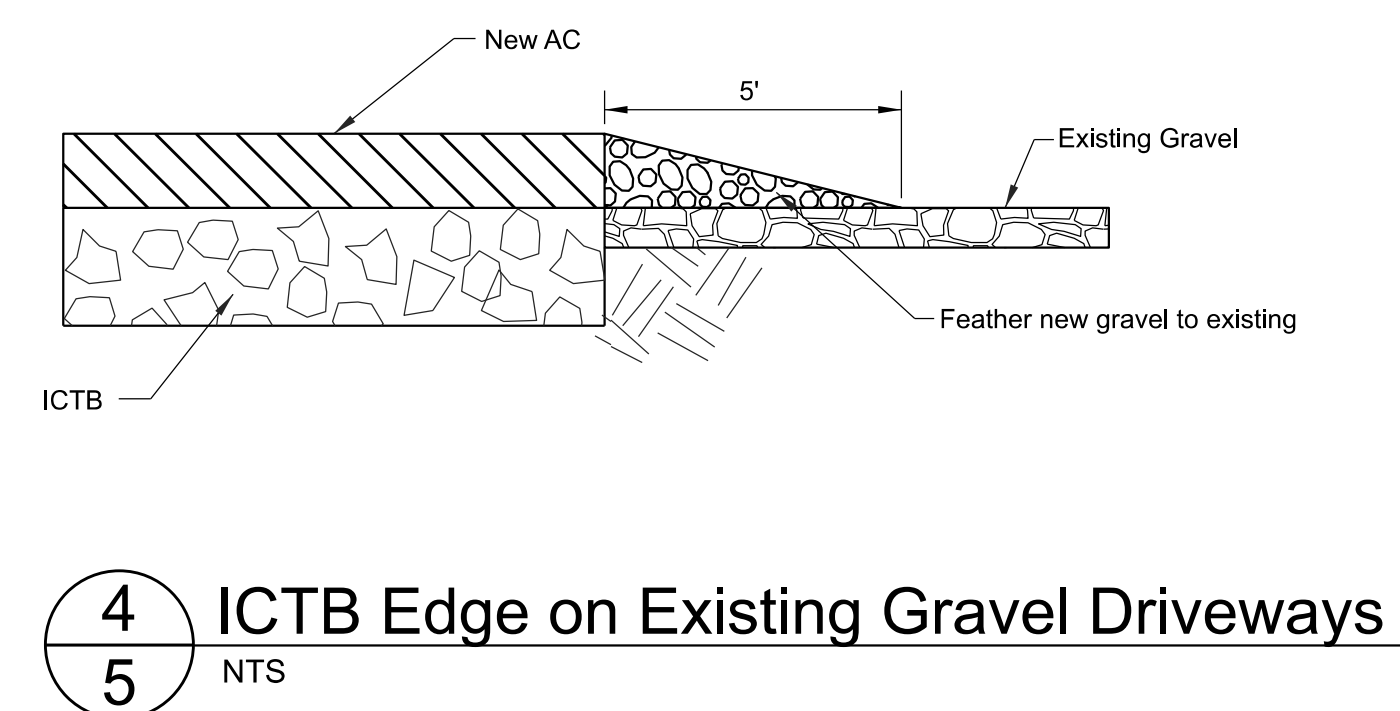 New AC
5'
Existing Gravel
Feather new gravel to existing
ICTB
4
5
ICTB Edge on Existing Gravel Driveways
NTS